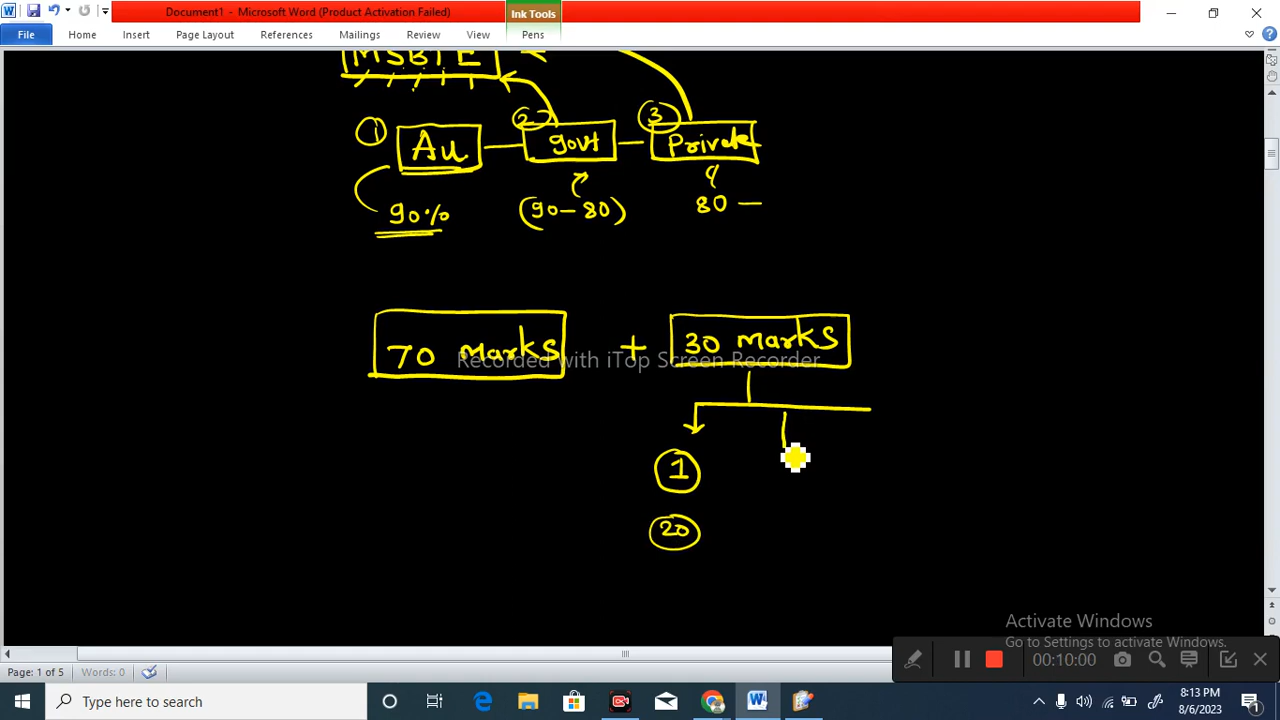 Document1 - Microsoft Word (Product Activation Failed)
Ink Tools
File
Home
Insert
Page Layout
References
Mailings
Review
View
Pens
MSBTE
① Au
② govt
③ Private
90%
(90-80)
80 —
70 marks + 30 marks
Recorded with iTop Screen Recorder
1
20
Activate Windows
Go to Settings to activate Windows.
00:10:00
Page: 1 of 5
Words: 0
Type here to search
8:13 PM
8/6/2023